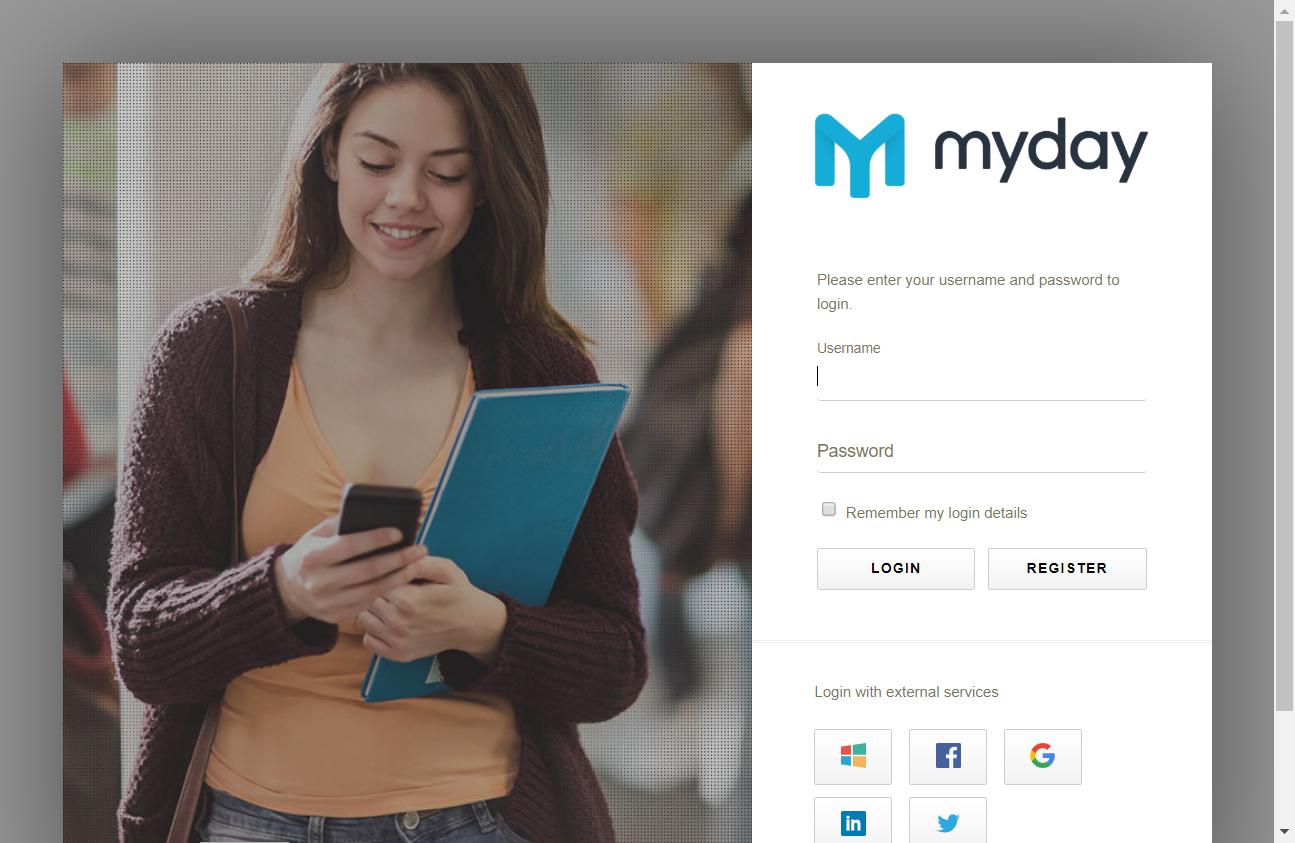 myday
Please enter your username and password to
login.
Username
Password
Remember my login details
LOGIN
REGISTER
Login with external services